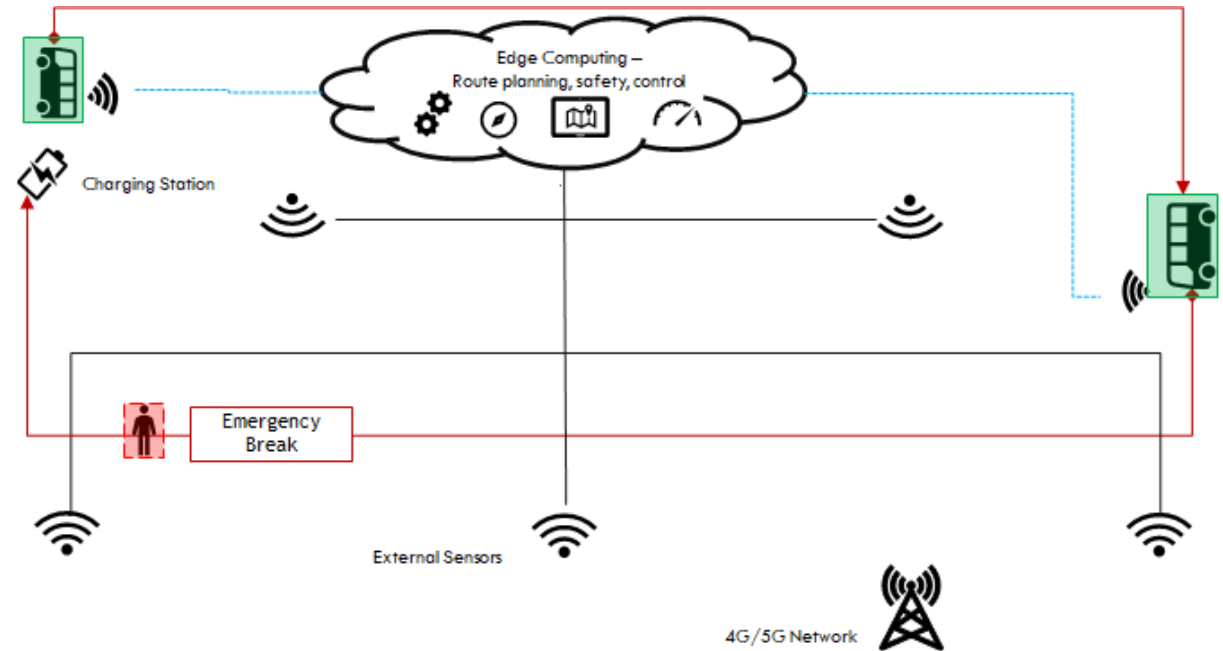 Edge Computing –
Route planning, safety, control
Charging Station
Emergency
Break
External Sensors
4G/5G Network